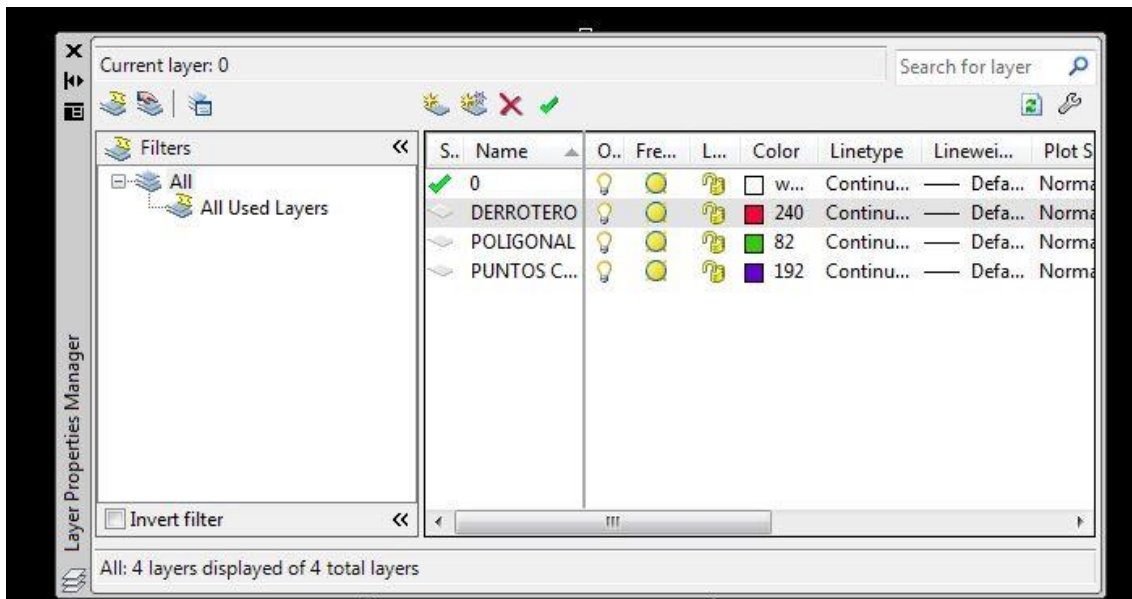 Current layer: 0
Search for layer
Filters
S.. Name O.. Fre... L... Color Linetype Linewei... Plot S
All
All Used Layers
0 w... Continu... Defa... Norma
DERROTERO 240 Continu... Defa... Norma
POLIGONAL 82 Continu... Defa... Norma
PUNTOS C... 192 Continu... Defa... Norma
Layer Properties Manager
Invert filter
All: 4 layers displayed of 4 total layers